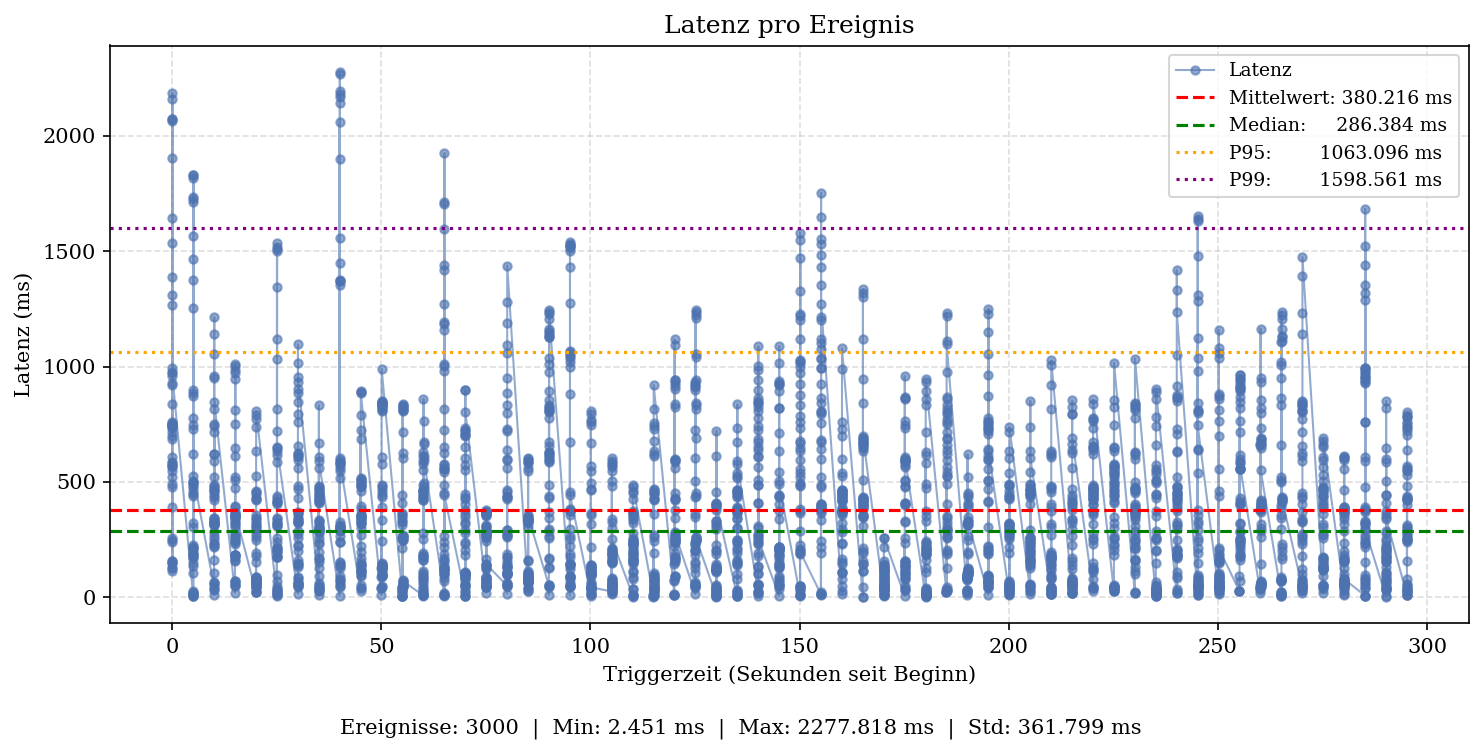 Latenz pro Ereignis
Latenz
Mittelwert: 380.216 ms
Median: 286.384 ms
P95: 1063.096 ms
P99: 1598.561 ms
Latenz (ms)
2000
1500
1000
500
0
0 50 100 150 200 250 300
Triggerzeit (Sekunden seit Beginn)
Ereignisse: 3000 | Min: 2.451 ms | Max: 2277.818 ms | Std: 361.799 ms